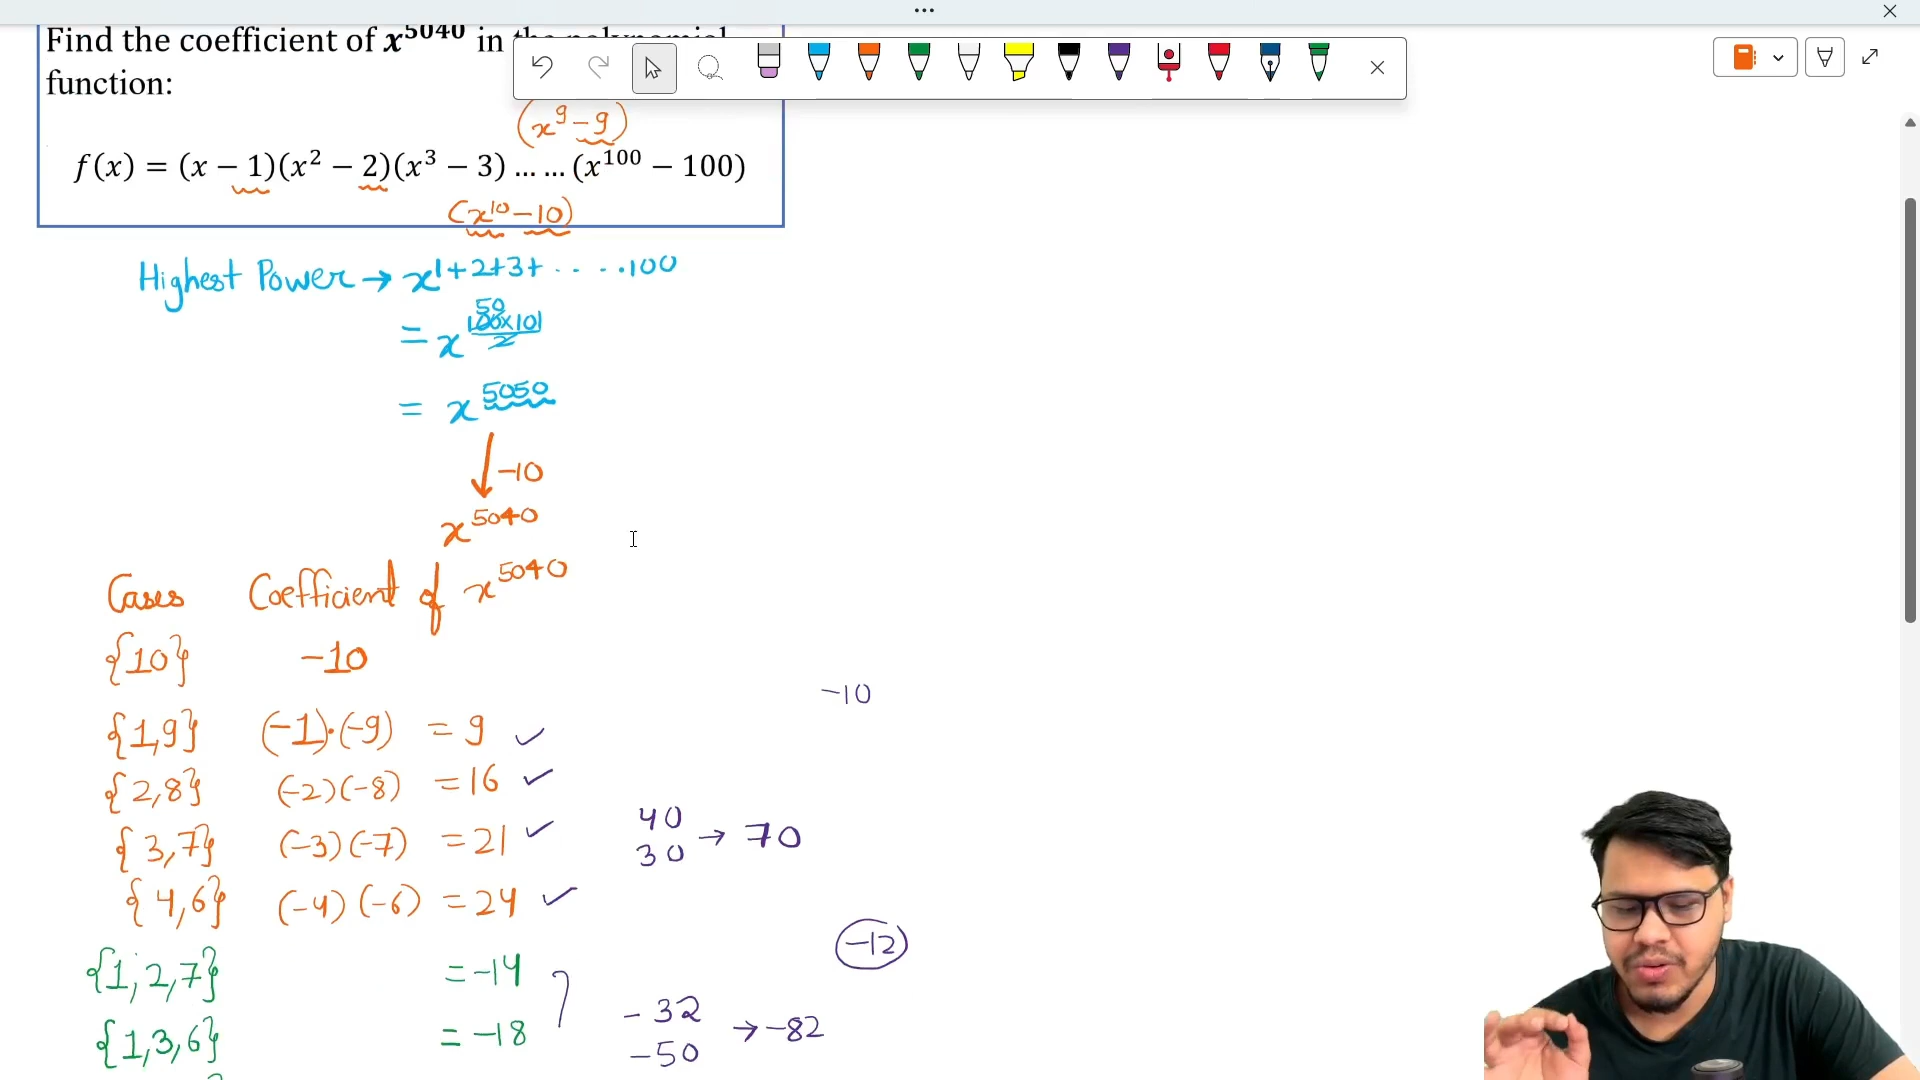 Find the coefficient of x^5040 in the polynomial
function:
(x^9 - 9)
f(x) = (x − 1)(x^2 − 2)(x^3 − 3) ... ... (x^100 − 100)
(x^10 - 10)
Highest Power → x^1+2+3+ . . . . .100
= x^50 100×101/2
= x^5050
-10
x^5040
Cases Coefficient of x^5040
{10} -10
-10
{1,9} (-1)·(-9) = 9 ✓
{2,8} (-2)(-8) = 16 ✓
{3,7} (-3)(-7) = 21 ✓
40
30 → 70
{4,6} (-4)(-6) = 24 ✓
-12
{1,2,7} = -14
{1,3,6} = -18
-32
-50 → -82